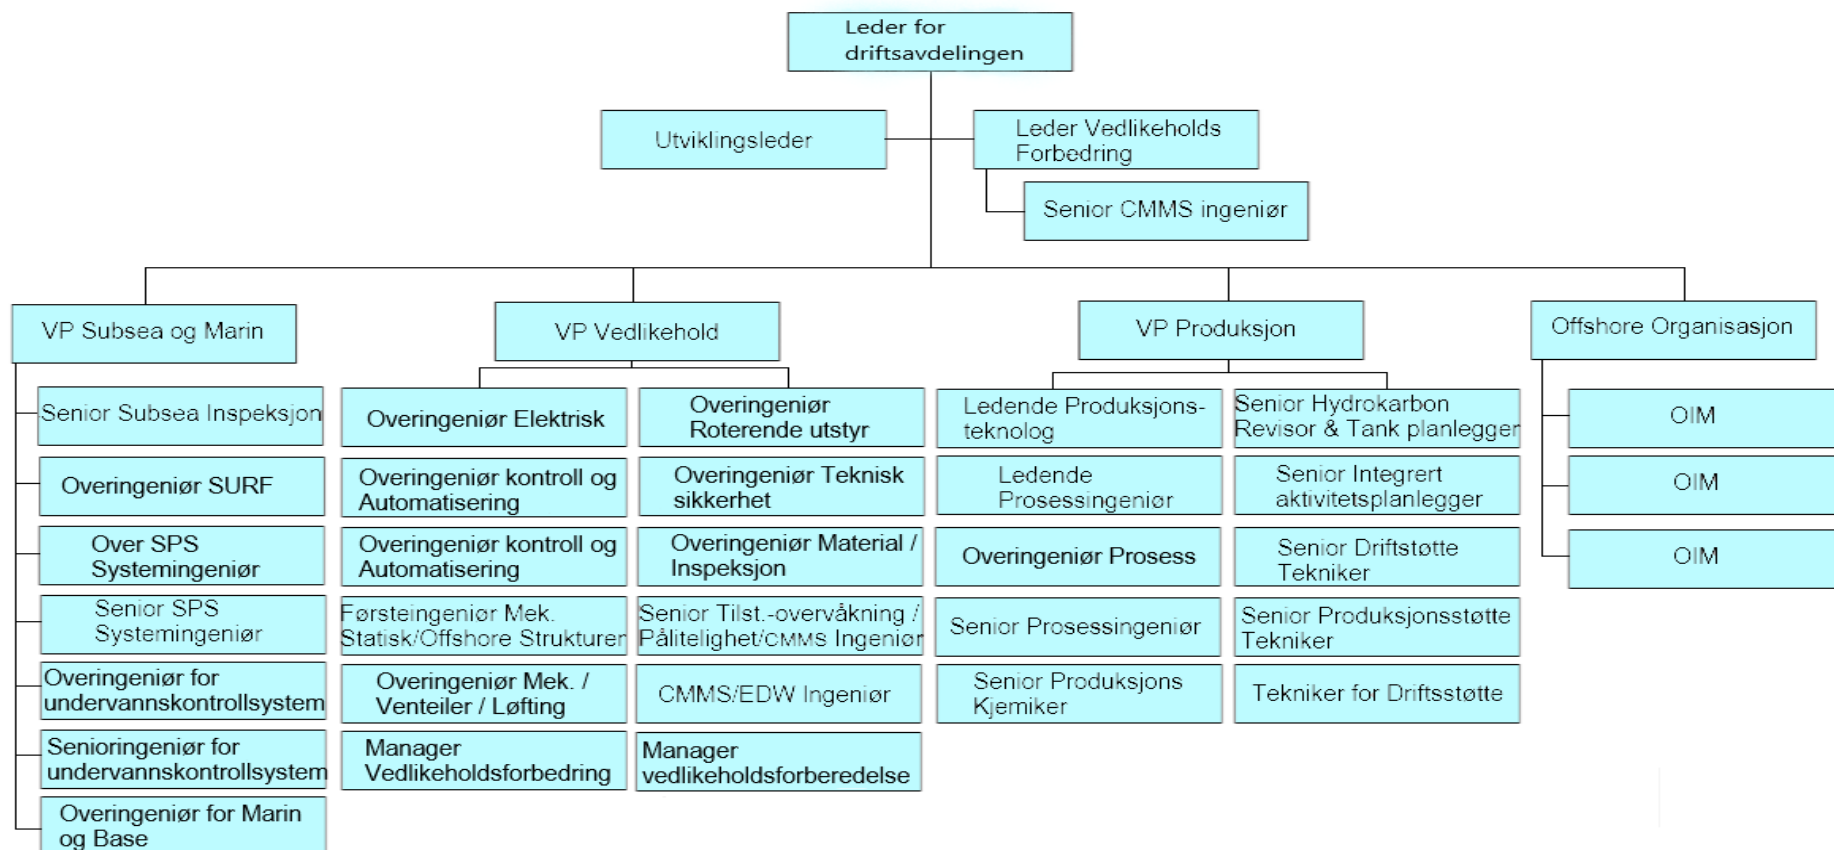 Leder for
driftsavdelingen
Utviklingsleder
Leder Vedlikeholds
Forbedring
Senior CMMS ingeniør
VP Subsea og Marin
VP Vedlikehold
VP Produksjon
Offshore Organisasjon
Senior Subsea Inspeksjon
Overingeniør SURF
Over SPS
Systemingeniør
Senior SPS
Systemingeniør
Overingeniør for
undervannskontrollsystem
Senioringeniør for
undervannskontrollsystem
Overingeniør for Marin
og Base
Overingeniør Elektrisk
Overingeniør kontroll og
Automatisering
Overingeniør kontroll og
Automatisering
Førsteingeniør Mek.
Statisk/Offshore Strukturer
Overingeniør Mek. /
Venteiler / Løfting
Manager
Vedlikeholdsforbedring
Overingeniør
Roterende utstyr
Overingeniør Teknisk
sikkerhet
Overingeniør Material /
Inspeksjon
Senior Tilst.-overvåkning /
Pålitelighet/CMMS Ingeniør
CMMS/EDW Ingeniør
Manager
vedlikeholdsforberedelse
Ledende Produksjons-
teknolog
Ledende
Prosessingeniør
Overingeniør Prosess
Senior Prosessingeniør
Senior Produksjons
Kjemiker
Senior Hydrokarbon
Revisor & Tank planlegger
Senior Integrert
aktivitetsplanlegger
Senior Driftstøtte
Tekniker
Senior Produksjonsstøtte
Tekniker
Tekniker for Driftsstøtte
OIM
OIM
OIM